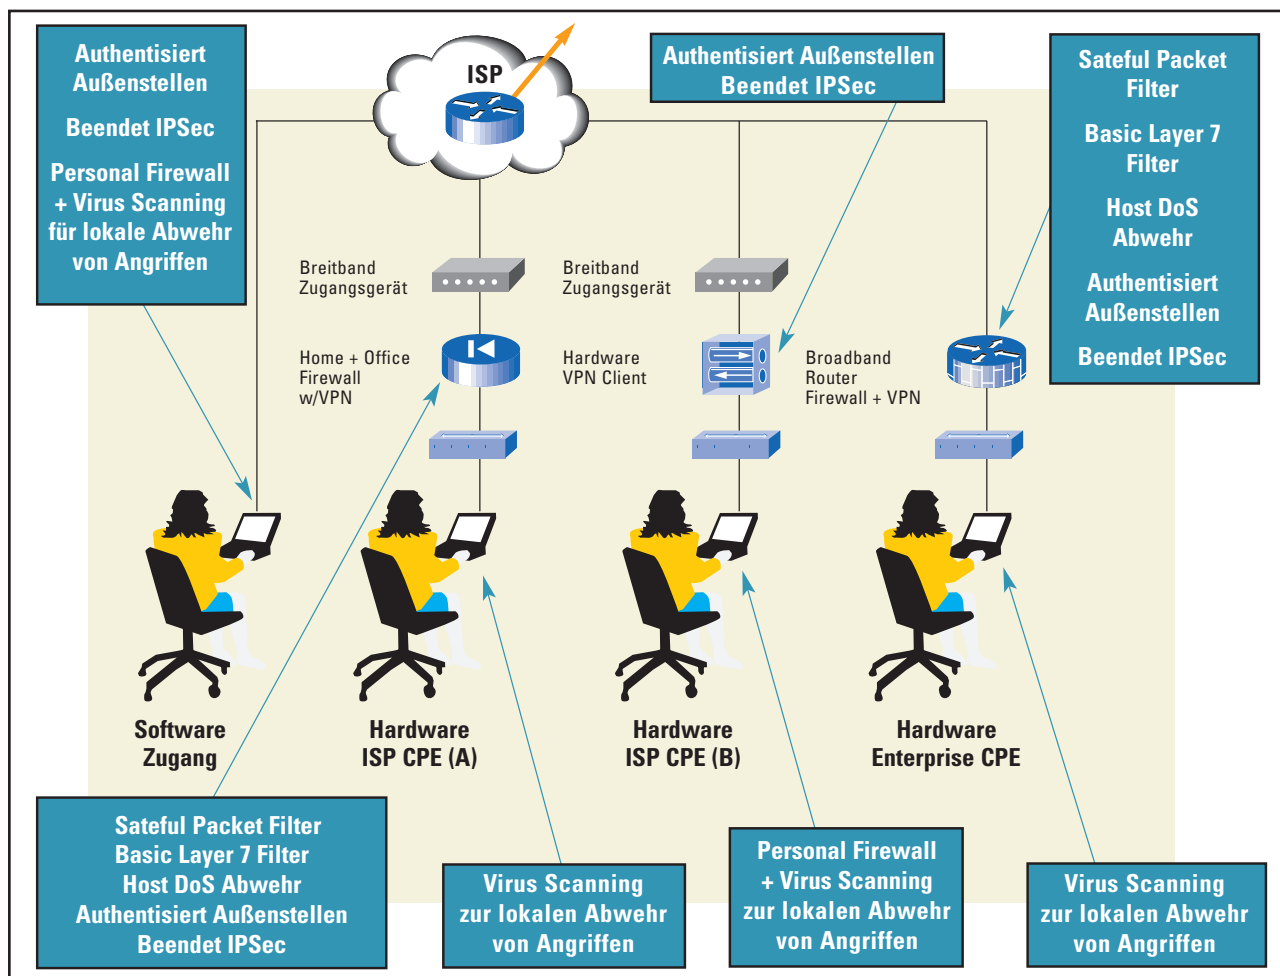 Authentisiert
Außenstellen
Beendet IPSec
Personal Firewall
+ Virus Scanning
für lokale Abwehr
von Angriffen
ISP
Authentisiert Außenstellen
Beendet IPSec
Sateful Packet
Filter
Basic Layer 7
Filter
Host DoS
Abwehr
Authentisiert
Außenstellen
Beendet IPSec
Breitband
Zugangsgerät
Breitband
Zugangsgerät
Home + Office
Firewall
w/VPN
Hardware
VPN Client
Broadband
Router
Firewall + VPN
Software
Zugang
Hardware
ISP CPE (A)
Hardware
ISP CPE (B)
Hardware
Enterprise CPE
Sateful Packet Filter
Basic Layer 7 Filter
Host DoS Abwehr
Authentisiert Außenstellen
Beendet IPSec
Virus Scanning
zur lokalen Abwehr
von Angriffen
Personal Firewall
+ Virus Scanning
zur lokalen Abwehr
von Angriffen
Virus Scanning
zur lokalen Abwehr
von Angriffen